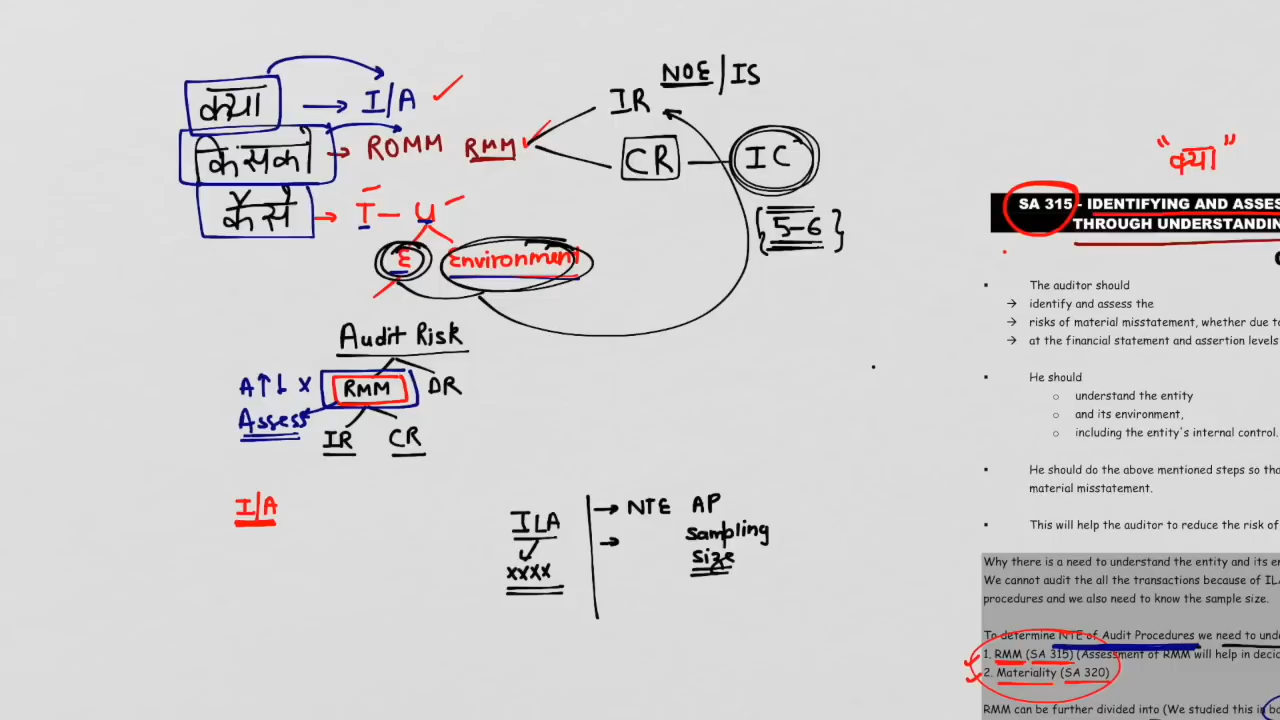 क्या → I/A
किसको → ROMM RMM
कैसे → I - U
E Environment
IR NOE/IS
CR IC
{5-6}
Audit Risk
A↑↓ x RMM DR
Assess
IR CR
I/A
ILA → NTE AP
→ sampling
size
xxxx
"क्या"
SA 315 - IDENTIFYING AND ASSES
THROUGH UNDERSTANDIN
The auditor should
→ identify and assess the
→ risks of material misstatement, whether due to
→ at the financial statement and assertion levels
He should
understand the entity
and its environment,
including the entity's internal control.
He should do the above mentioned steps so tha
material misstatement.
This will help the auditor to reduce the risk of
Why there is a need to understand the entity and its en
We cannot audit the all the transactions because of ILA
procedures and we also need to know the sample size.
To determine NTE of Audit Procedures we need to unde
1. RMM (SA 315) (Assessment of RMM will help in decid
2. Materiality (SA 320)
RMM can be further divided into (We studied this in ba